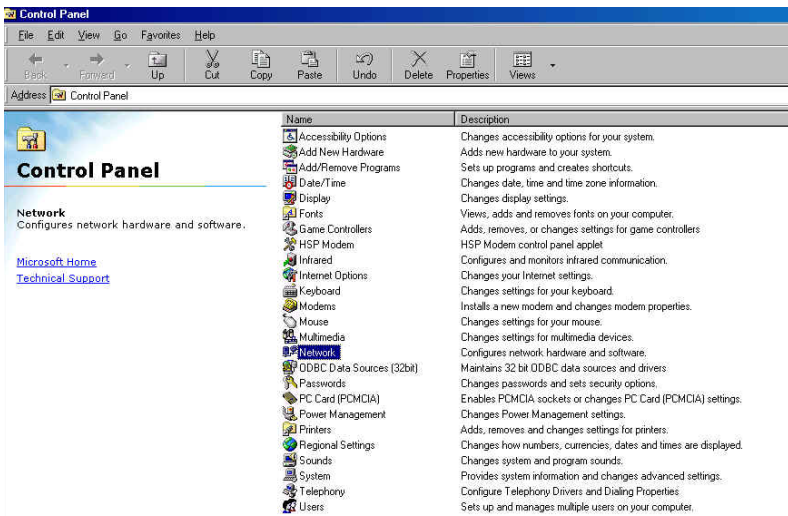 Control Panel
File Edit View Go Favorites Help
Back Forward Up Cut Copy Paste Undo Delete Properties Views
Address Control Panel
Control Panel
Network
Configures network hardware and software.
Microsoft Home
Technical Support
Name Description
Accessibility Options Changes accessibility options for your system.
Add New Hardware Adds new hardware to your system.
Add/Remove Programs Sets up programs and creates shortcuts.
Date/Time Changes date, time and time zone information.
Display Changes display settings.
Fonts Views, adds and removes fonts on your computer.
Game Controllers Adds, removes, or changes settings for game controllers
HSP Modem HSP Modem control panel applet
Infrared Configures and monitors infrared communication.
Internet Options Changes your Internet settings.
Keyboard Changes settings for your keyboard.
Modems Installs a new modem and changes modem properties.
Mouse Changes settings for your mouse.
Multimedia Changes settings for multimedia devices.
Network Configures network hardware and software.
ODBC Data Sources (32bit) Maintains 32 bit ODBC data sources and drivers
Passwords Changes passwords and sets security options.
PC Card (PCMCIA) Enables PCMCIA sockets or changes PC Card (PCMCIA) settings.
Power Management Changes Power Management settings.
Printers Adds, removes and changes settings for printers.
Regional Settings Changes how numbers, currencies, dates and times are displayed.
Sounds Changes system and program sounds.
System Provides system information and changes advanced settings.
Telephony Configure Telephony Drivers and Dialing Properties
Users Sets up and manages multiple users on your computer.